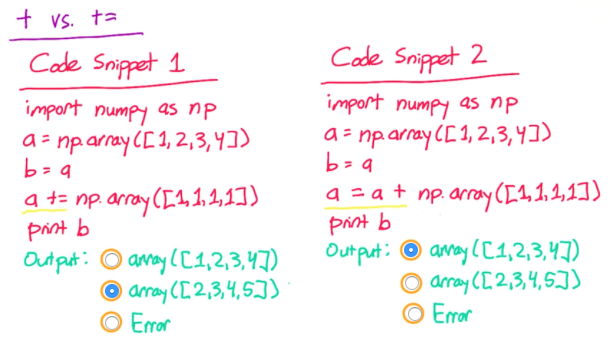 + vs. +=
Code Snippet 1
import numpy as np
a = np.array([1,2,3,4])
b = a
a += np.array([1,1,1,1])
print b
Output: array([1,2,3,4])
array([2,3,4,5])
Error
Code Snippet 2
import numpy as np
a = np.array([1,2,3,4])
b = a
a = a + np.array([1,1,1,1])
print b
Output: array([1,2,3,4])
array([2,3,4,5])
Error